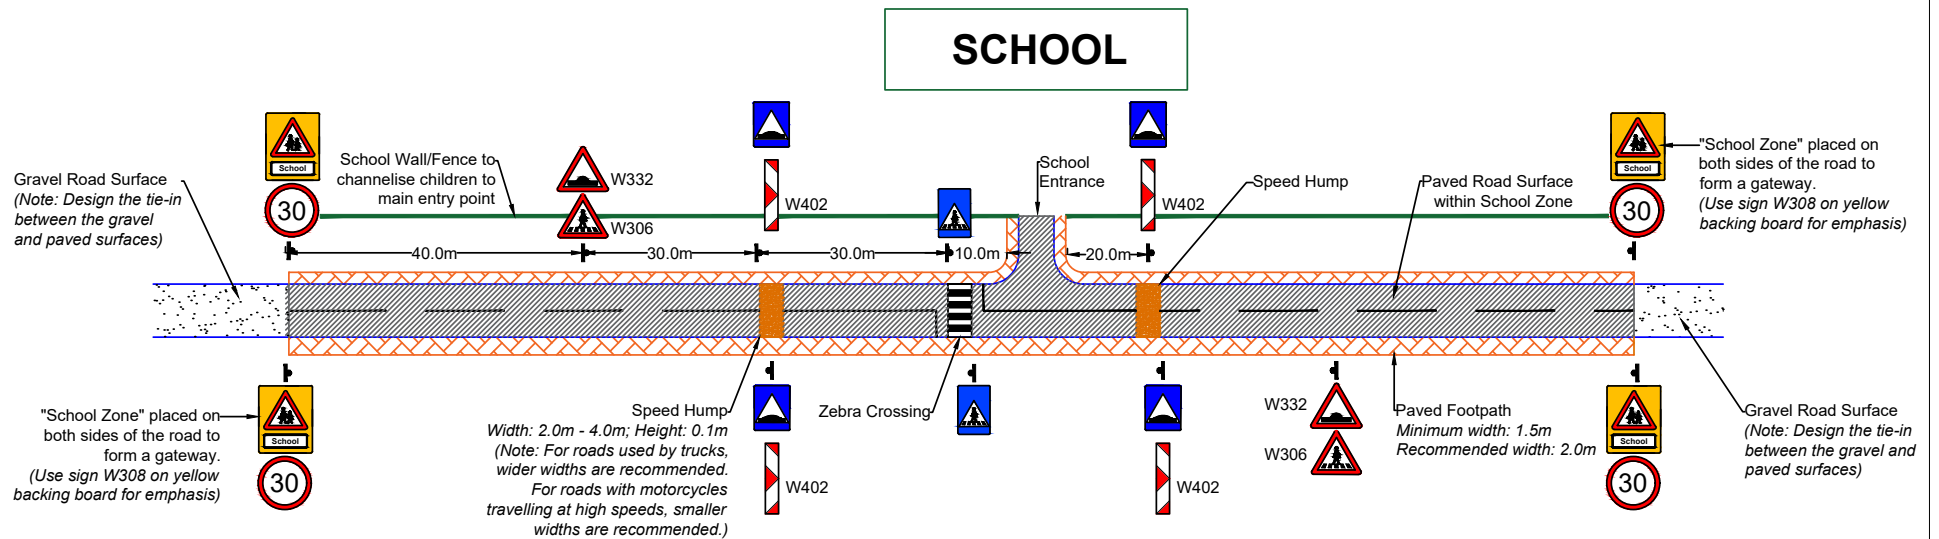 SCHOOL
School
30
School Wall/Fence to
channelise children to
main entry point
W332
W306
W402
School
Entrance
W402
Speed Hump
Paved Road Surface
within School Zone
School
30
"School Zone" placed on
both sides of the road to
form a gateway.
(Use sign W308 on yellow
backing board for emphasis)
Gravel Road Surface
(Note: Design the tie-in
between the gravel
and paved surfaces)
40.0m
30.0m
30.0m
10.0m
20.0m
"School Zone" placed on
both sides of the road to
form a gateway.
(Use sign W308 on yellow
backing board for emphasis)
School
30
Speed Hump
Width: 2.0m - 4.0m; Height: 0.1m
(Note: For roads used by trucks,
wider widths are recommended.
For roads with motorcycles
travelling at high speeds, smaller
widths are recommended.)
W402
Zebra Crossing
W402
W332
W306
Paved Footpath
Minimum width: 1.5m
Recommended width: 2.0m
School
30
Gravel Road Surface
(Note: Design the tie-in
between the gravel and
paved surfaces)